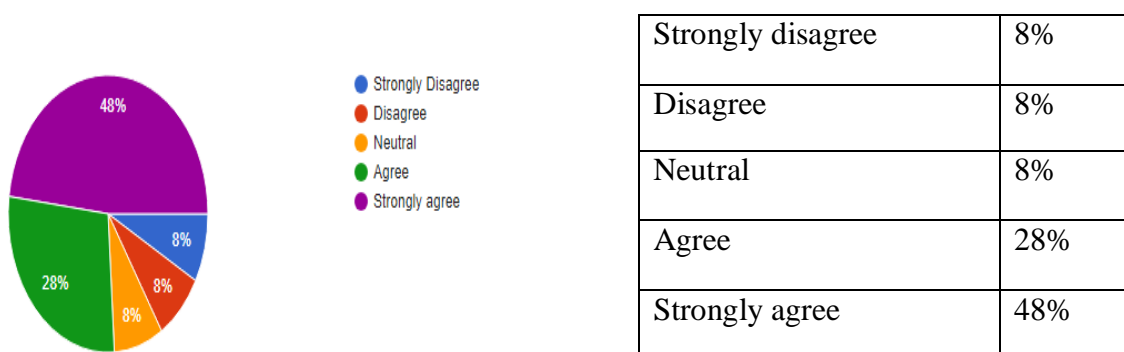 48%
28%
8%
8%
8%
Strongly Disagree
Disagree
Neutral
Agree
Strongly agree
Strongly disagree 8%
Disagree 8%
Neutral 8%
Agree 28%
Strongly agree 48%